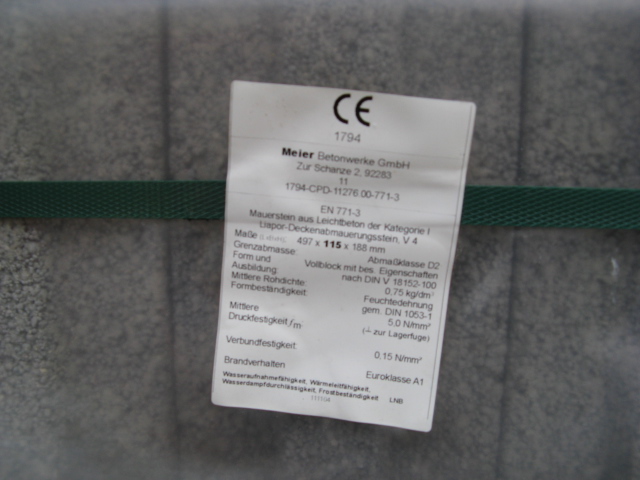 CE
1794
Meier Betonwerke GmbH
Zur Schanze 2, 92283
11
1794-CPD-11276.00-771-3
EN 771-3
Mauerstein aus Leichtbeton der Kategorie I
Liapor-Deckenabmauerungsstein, V 4
Maße 497 x 115 x 188 mm
Grenzabmasse: Abmaßklasse D2
Form und Ausbildung: Vollblock mit bes. Eigenschaften
nach DIN V 18152-100
Mittlere Rohdichte: 0,75 kg/dm³
Formbeständigkeit: Feuchtedehnung
gem. DIN 1053-1
Mittlere Druckfestigkeit fm 5,0 N/mm²
(⊥ zur Lagerfuge)
Verbundfestigkeit: 0,15 N/mm²
Brandverhalten Euroklasse A1
Wasseraufnahmefähigkeit, Wärmeleitfähigkeit,
Wasserdampfdurchlässigkeit, Frostbeständigkeit LNB